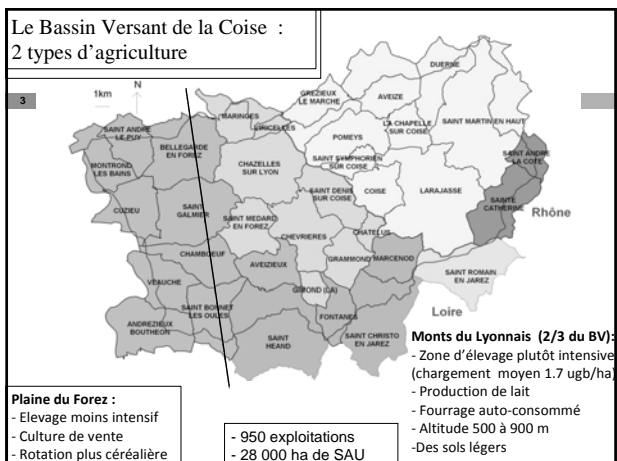 Le Bassin Versant de la Coise :
2 types d’agriculture
3
1km
N
DUERNE
GREZIEUX
LE MARCHE
AVEIZE
MARINGES
VIRICELLES
LA CHAPELLE
SUR COISE
SAINT MARTIN EN HAUT
SAINT ANDRE
LE PUY
POMEYS
BELLEGARDE
EN FOREZ
SAINT SYMPHORIEN
SUR COISE
SAINT ANDRE
LA COTE
MONTROND
LES BAINS
CHAZELLES
SUR LYON
SAINT DENIS
SUR COISE
COISE
LARAJASSE
SAINTE
CATHERINE
CUZIEU
SAINT
GALMIER
SAINT MEDARD
EN FOREZ
Rhône
CHATELUS
CHEVRIERES
CHAMBOEUF
AVEIZIEUX
GRAMMOND
MARCENOD
SAINT ROMAIN
EN JAREZ
VEAUCHE
GIMOND (LA)
SAINT BONNET
LES OULES
FONTANES
Loire
ANDREZIEUX
BOUTHEON
SAINT
HEAND
SAINT CHRISTO
EN JAREZ
Monts du Lyonnais (2/3 du BV):
- Zone d’élevage plutôt intensive
(chargement moyen 1.7 ugb/ha)
- Production de lait
- Fourrage auto-consommé
- Altitude 500 à 900 m
-Des sols légers
Plaine du Forez :
- Elevage moins intensif
- Culture de vente
- Rotation plus céréalière
- 950 exploitations
- 28 000 ha de SAU